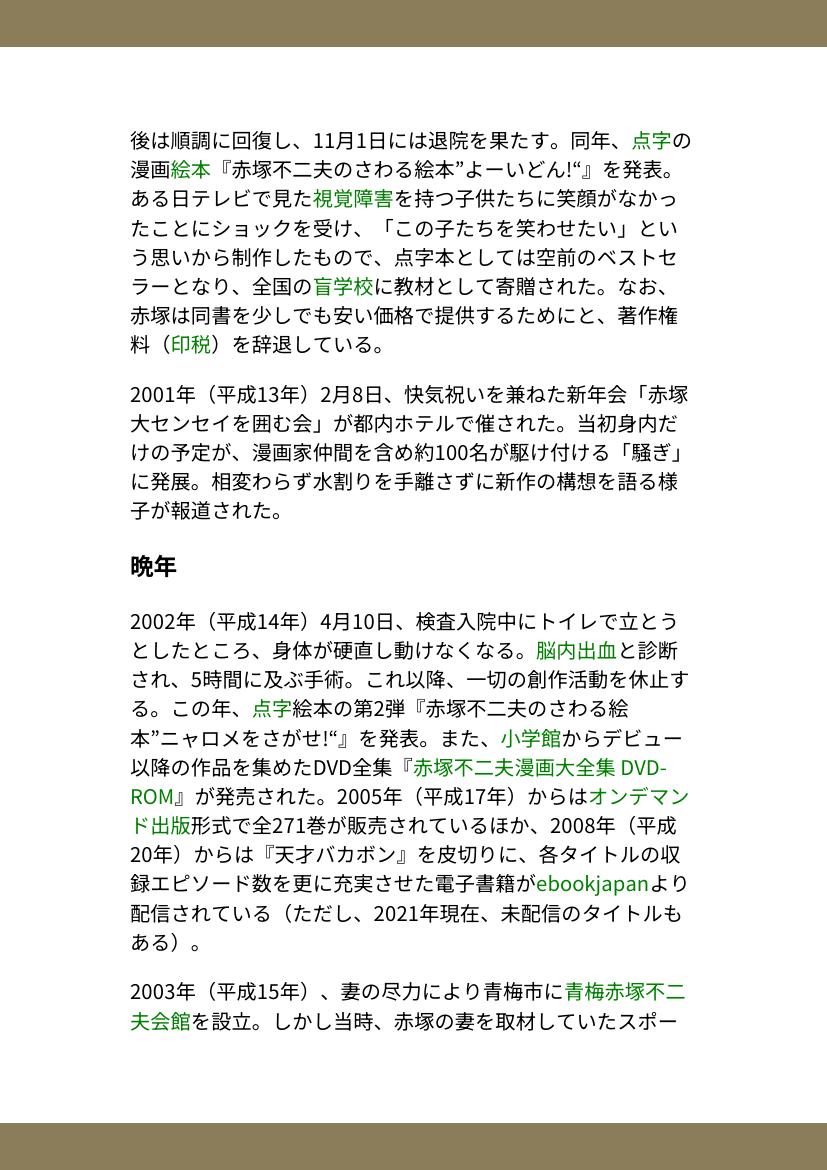 後は順調に回復し、11月1日には退院を果たす。同年、点字の
漫画絵本『赤塚不二夫のさわる絵本”よーいどん!“』を発表。
ある日テレビで見た視覚障害を持つ子供たちに笑顔がなかっ
たことにショックを受け、「この子たちを笑わせたい」とい
う思いから制作したもので、点字本としては空前のベストセ
ラーとなり、全国の盲学校に教材として寄贈された。なお、
赤塚は同書を少しでも安い価格で提供するためにと、著作権
料（印税）を辞退している。
2001年（平成13年）2月8日、快気祝いを兼ねた新年会「赤塚
大センセイを囲む会」が都内ホテルで催された。当初身内だ
けの予定が、漫画家仲間を含め約100名が駆け付ける「騒ぎ」
に発展。相変わらず水割りを手離さずに新作の構想を語る様
子が報道された。
晩年
2002年（平成14年）4月10日、検査入院中にトイレで立とう
としたところ、身体が硬直し動けなくなる。脳内出血と診断
され、5時間に及ぶ手術。これ以降、一切の創作活動を休止す
る。この年、点字絵本の第2弾『赤塚不二夫のさわる絵
本”ニャロメをさがせ!“』を発表。また、小学館からデビュー
以降の作品を集めたDVD全集『赤塚不二夫漫画大全集 DVD-
ROM』が発売された。2005年（平成17年）からはオンデマン
ド出版形式で全271巻が販売されているほか、2008年（平成
20年）からは『天才バカボン』を皮切りに、各タイトルの収
録エピソード数を更に充実させた電子書籍がebookjapanより
配信されている（ただし、2021年現在、未配信のタイトルも
ある）。
2003年（平成15年）、妻の尽力により青梅市に青梅赤塚不二
夫会館を設立。しかし当時、赤塚の妻を取材していたスポー